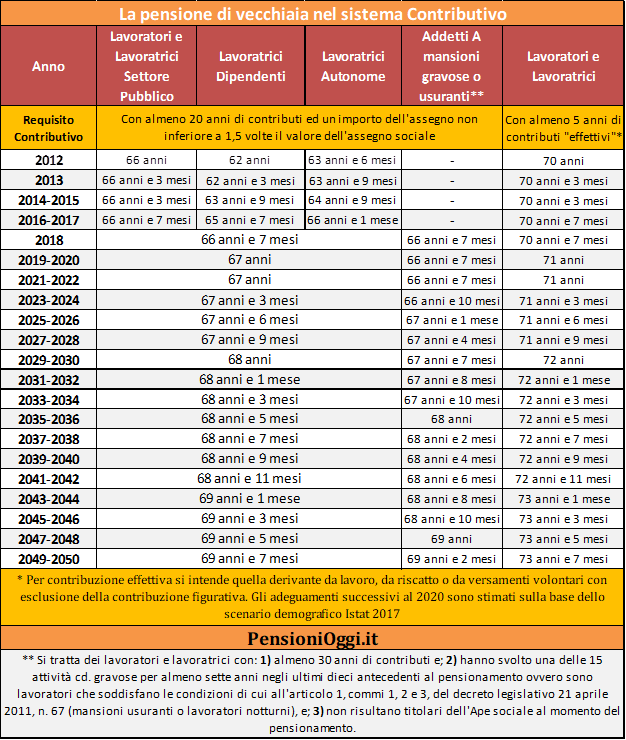 La pensione di vecchiaia nel sistema Contributivo
Anno
Lavoratori e
Lavoratrici
Settore
Pubblico
Lavoratrici
Dipendenti
Lavoratrici
Autonome
Addetti A
mansioni
gravose o
usuranti**
Lavoratori e
Lavoratrici
Requisito
Contributivo
Con almeno 20 anni di contributi ed un importo dell'assegno non
inferiore a 1,5 volte il valore dell'assegno sociale
Con almeno 5 anni di
contributi "effettivi"*
2012 66 anni 62 anni 63 anni e 6 mesi - 70 anni
2013 66 anni e 3 mesi 62 anni e 3 mesi 63 anni e 9 mesi - 70 anni e 3 mesi
2014-2015 66 anni e 3 mesi 63 anni e 9 mesi 64 anni e 9 mesi - 70 anni e 3 mesi
2016-2017 66 anni e 7 mesi 65 anni e 7 mesi 66 anni e 1 mese - 70 anni e 7 mesi
2018 66 anni e 7 mesi 66 anni e 7 mesi 70 anni e 7 mesi
2019-2020 67 anni 66 anni e 7 mesi 71 anni
2021-2022 67 anni 66 anni e 7 mesi 71 anni
2023-2024 67 anni e 3 mesi 66 anni e 10 mesi 71 anni e 3 mesi
2025-2026 67 anni e 6 mesi 67 anni e 1 mese 71 anni e 6 mesi
2027-2028 67 anni e 9 mesi 67 anni e 4 mesi 71 anni e 9 mesi
2029-2030 68 anni 67 anni e 7 mesi 72 anni
2031-2032 68 anni e 1 mese 67 anni e 8 mesi 72 anni e 1 mese
2033-2034 68 anni e 3 mesi 67 anni e 10 mesi 72 anni e 3 mesi
2035-2036 68 anni e 5 mesi 68 anni 72 anni e 5 mesi
2037-2038 68 anni e 7 mesi 68 anni e 2 mesi 72 anni e 7 mesi
2039-2040 68 anni e 9 mesi 68 anni e 4 mesi 72 anni e 9 mesi
2041-2042 68 anni e 11 mesi 68 anni e 6 mesi 72 anni e 11 mesi
2043-2044 69 anni e 1 mese 68 anni e 8 mesi 73 anni e 1 mese
2045-2046 69 anni e 3 mesi 68 anni e 10 mesi 73 anni e 3 mesi
2047-2048 69 anni e 5 mesi 69 anni 73 anni e 5 mesi
2049-2050 69 anni e 7 mesi 69 anni e 2 mesi 73 anni e 7 mesi
* Per contribuzione effettiva si intende quella derivante da lavoro, da riscatto o da versamenti volontari con
esclusione della contribuzione figurativa. Gli adeguamenti successivi al 2020 sono stimati sulla base dello
scenario demografico Istat 2017
PensioniOggi.it
** Si tratta dei lavoratori e lavoratrici con: 1) almeno 30 anni di contributi e; 2) hanno svolto una delle 15
attività cd. gravose per almeno sette anni negli ultimi dieci antecedenti al pensionamento ovvero sono
lavoratori che soddisfano le condizioni di cui all'articolo 1, commi 1, 2 e 3, del decreto legislativo 21 aprile
2011, n. 67 (mansioni usuranti o lavoratori notturni), e; 3) non risultano titolari dell'Ape sociale al momento del
pensionamento.